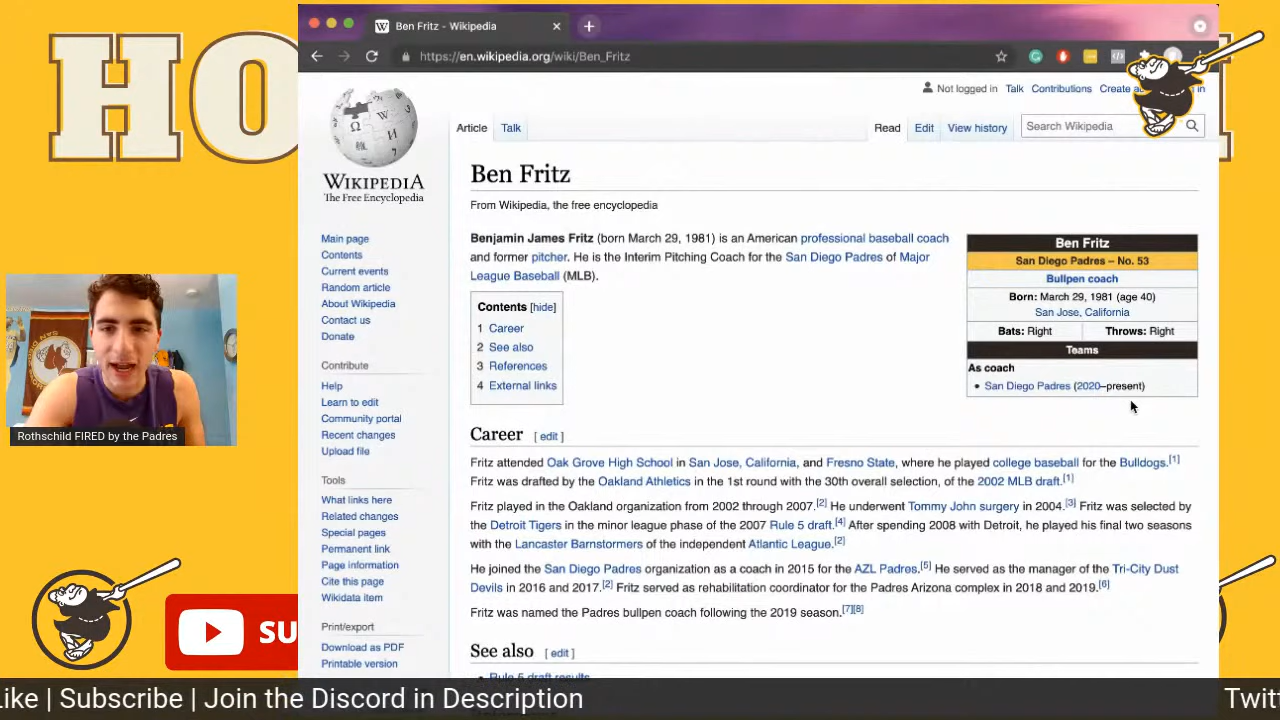 HO
Ben Fritz - Wikipedia
https://en.wikipedia.org/wiki/Ben_Fritz
Not logged in Talk Contributions Create
in
Article Talk
Read Edit View history
Search Wikipedia
WIKIPEDIA
The Free Encyclopedia
Main page
Contents
Current events
Random article
About Wikipedia
Contact us
Donate
Contribute
Help
Learn to edit
Community portal
Recent changes
Upload file
Tools
What links here
Related changes
Special pages
Permanent link
Page information
Cite this page
Wikidata item
Print/export
Download as PDF
Printable version
Ben Fritz
From Wikipedia, the free encyclopedia
Benjamin James Fritz (born March 29, 1981) is an American professional baseball coach
and former pitcher. He is the Interim Pitching Coach for the San Diego Padres of Major
League Baseball (MLB).
Contents [hide]
1 Career
2 See also
3 References
4 External links
Ben Fritz
San Diego Padres – No. 53
Bullpen coach
Born: March 29, 1981 (age 40)
San Jose, California
Bats: Right Throws: Right
Teams
As coach
• San Diego Padres (2020–present)
Career [ edit ]
Fritz attended Oak Grove High School in San Jose, California, and Fresno State, where he played college baseball for the Bulldogs.[1]
Fritz was drafted by the Oakland Athletics in the 1st round with the 30th overall selection, of the 2002 MLB draft.[1]
Fritz played in the Oakland organization from 2002 through 2007.[2] He underwent Tommy John surgery in 2004.[3] Fritz was selected by
the Detroit Tigers in the minor league phase of the 2007 Rule 5 draft.[4] After spending 2008 with Detroit, he played his final two seasons
with the Lancaster Barnstormers of the independent Atlantic League.[2]
He joined the San Diego Padres organization as a coach in 2015 for the AZL Padres.[5] He served as the manager of the Tri-City Dust
Devils in 2016 and 2017.[2] Fritz served as rehabilitation coordinator for the Padres Arizona complex in 2018 and 2019.[6]
Fritz was named the Padres bullpen coach following the 2019 season.[7][8]
See also [ edit ]
• Rule 5 draft results
Rothschild FIRED by the Padres
SU
Like | Subscribe | Join the Discord in Description
Twitt